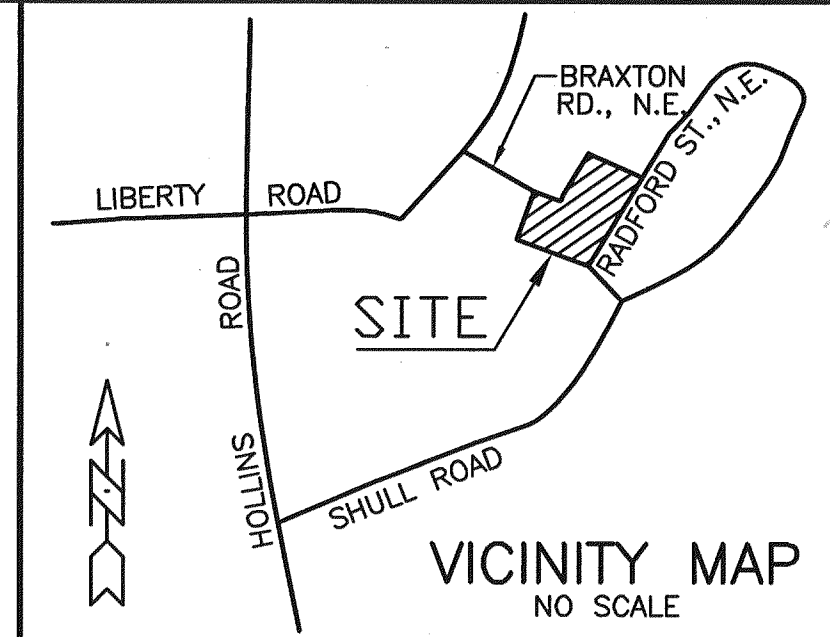 BRAXTON
RD., N.E.
RADFORD ST., N.E.
LIBERTY ROAD
HOLLINS ROAD
SITE
SHULL ROAD
N
VICINITY MAP
NO SCALE